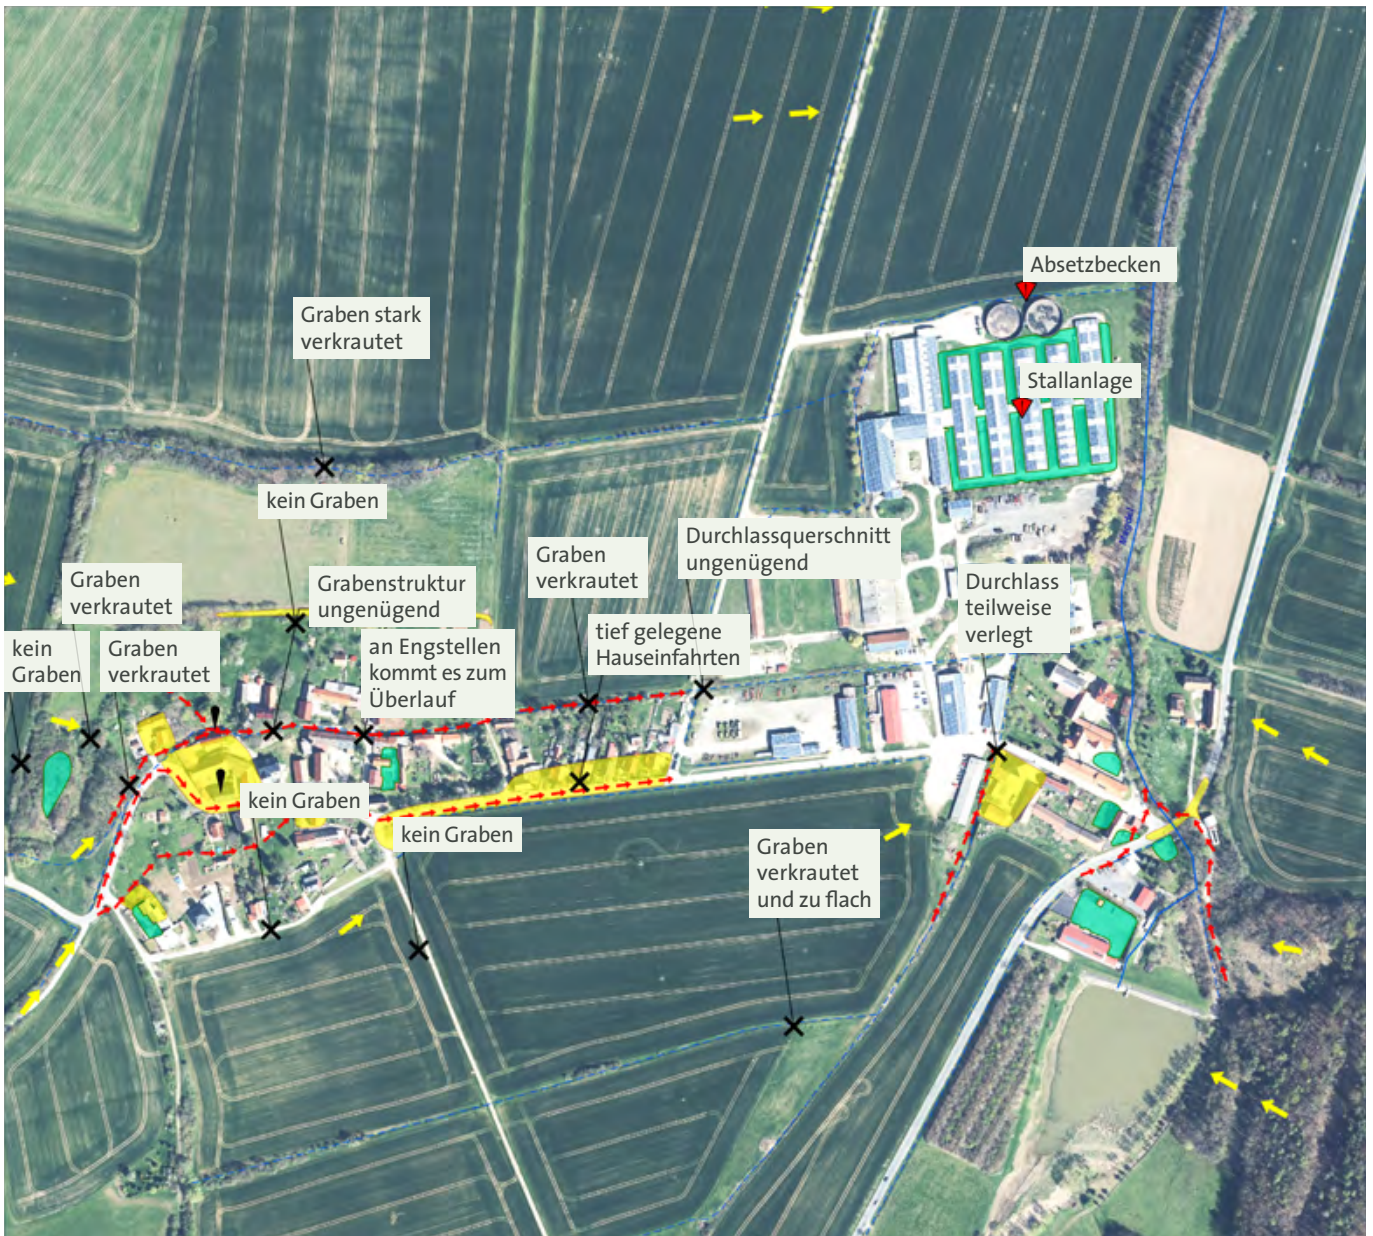 Absetzbecken
Graben stark
verkrautet
Stallanlage
kein Graben
Durchlassquerschnitt
ungenügend
Graben
verkrautet
Graben
verkrautet
Grabenstruktur
ungenügend
Durchlass
teilweise
verlegt
tief gelegene
Hauseinfahrten
kein
Graben
Graben
verkrautet
an Engstellen
kommt es zum
Überlauf
kein Graben
kein Graben
Graben
verkrautet
und zu flach